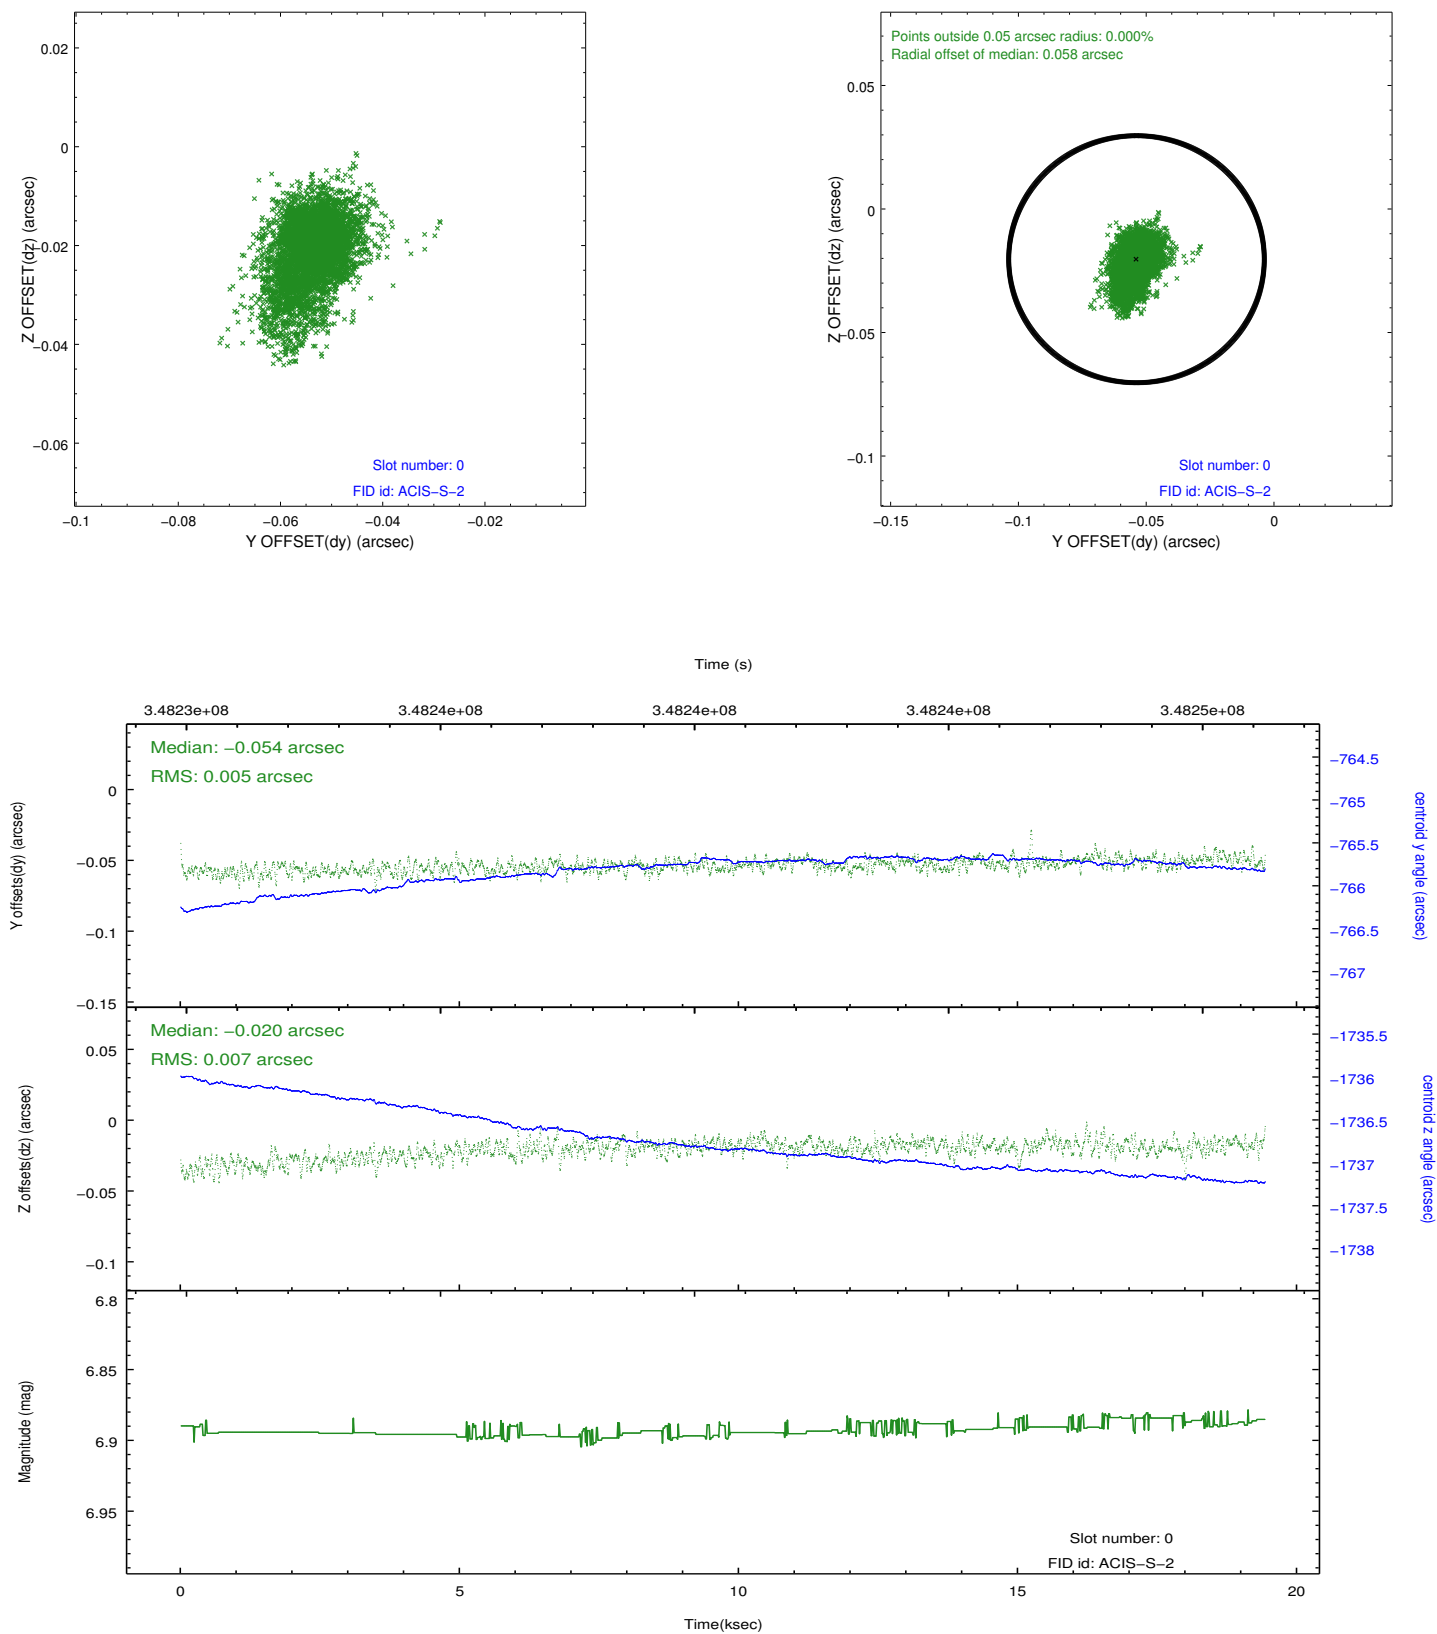 0.02
0
−0.02
−0.04
−0.06
Z OFFSET(dz) (arcsec)
Slot number: 0
FID id: ACIS−S−2
−0.1
−0.08
−0.06
−0.04
−0.02
Y OFFSET(dy) (arcsec)
Points outside 0.05 arcsec radius: 0.000%
Radial offset of median: 0.058 arcsec
0.05
0
−0.05
−0.1
Z OFFSET(dz) (arcsec)
Slot number: 0
FID id: ACIS−S−2
−0.15
−0.1
−0.05
0
Y OFFSET(dy) (arcsec)
Time (s)
3.4823e+08
3.4824e+08
3.4824e+08
3.4824e+08
3.4825e+08
Median: −0.054 arcsec
RMS: 0.005 arcsec
0
−0.05
−0.1
−0.15
Y offsets(dy) (arcsec)
−764.5
−765
−765.5
−766
−766.5
−767
centroid y angle (arcsec)
Median: −0.020 arcsec
RMS: 0.007 arcsec
0.05
0
−0.05
−0.1
Z offsets(dz) (arcsec)
−1735.5
−1736
−1736.5
−1737
−1737.5
−1738
centroid z angle (arcsec)
6.8
6.85
6.9
6.95
Magnitude (mag)
Slot number: 0
FID id: ACIS−S−2
0
5
10
15
20
Time(ksec)